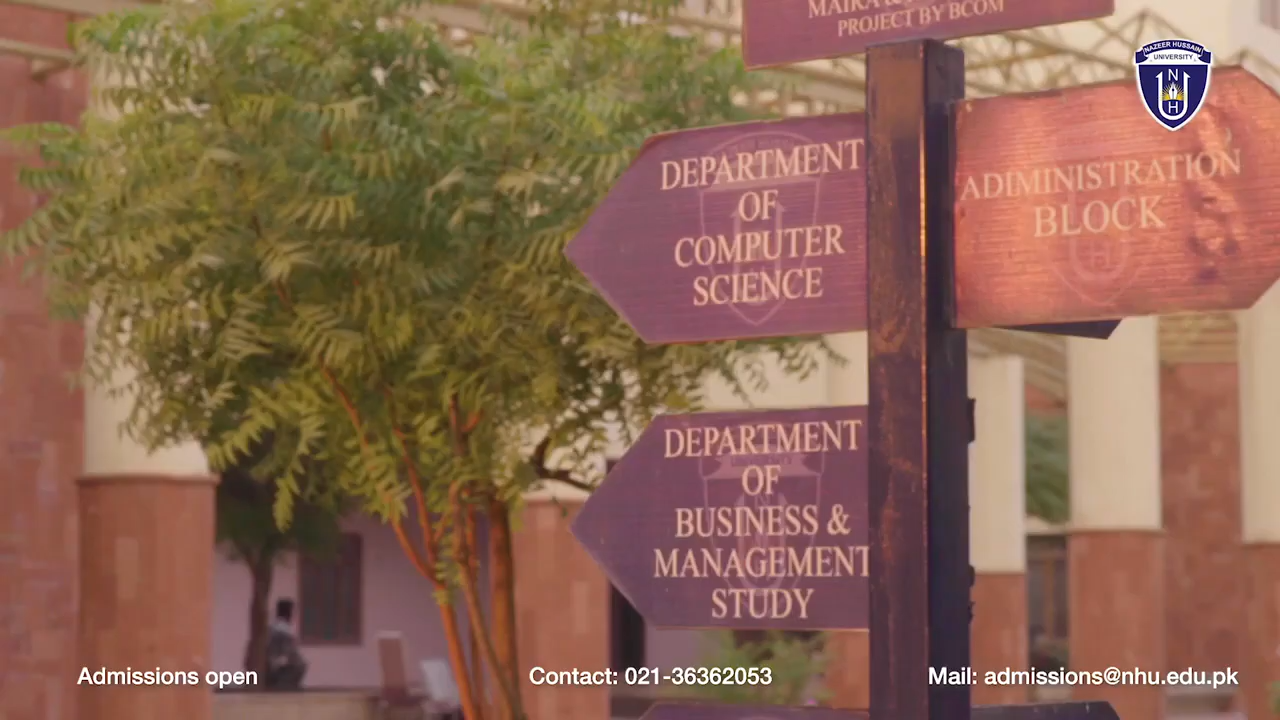 MAIRA &
PROJECT BY BCOM
NAZEER HUSSAIN
UNIVERSITY
N
U
H
DEPARTMENT
OF
COMPUTER
SCIENCE
ADIMINISTRATION
BLOCK
DEPARTMENT
OF
BUSINESS &
MANAGEMENT
STUDY
Admissions open
Contact: 021-36362053
Mail: admissions@nhu.edu.pk